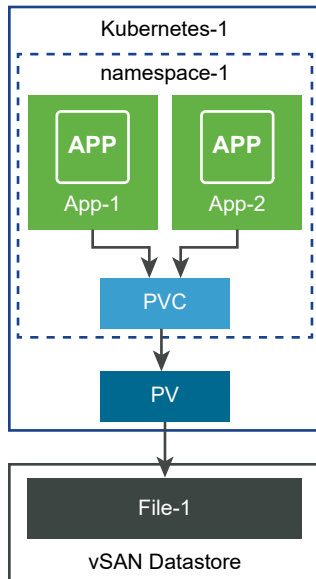 Kubernetes-1
namespace-1
APP
APP
App-1
App-2
PVC
PV
File-1
vSAN Datastore